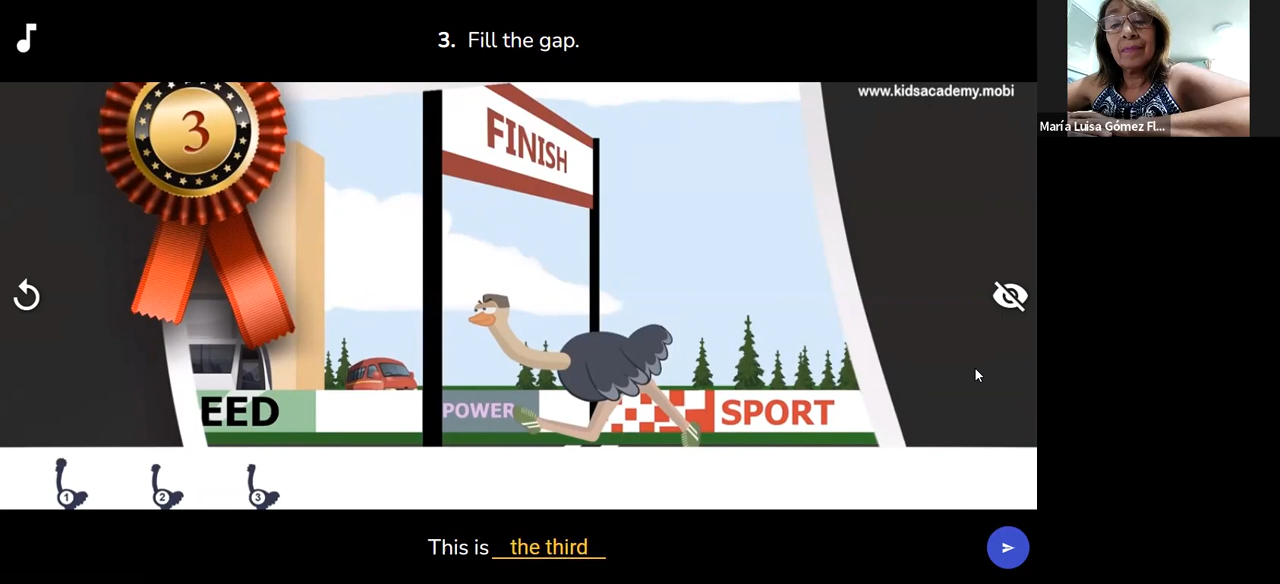 3. Fill the gap.
www.kidsacademy.mobi
3
FINISH
María Luisa Gómez Fl...
EED
POWER
SPORT
1 2 3
This is the third